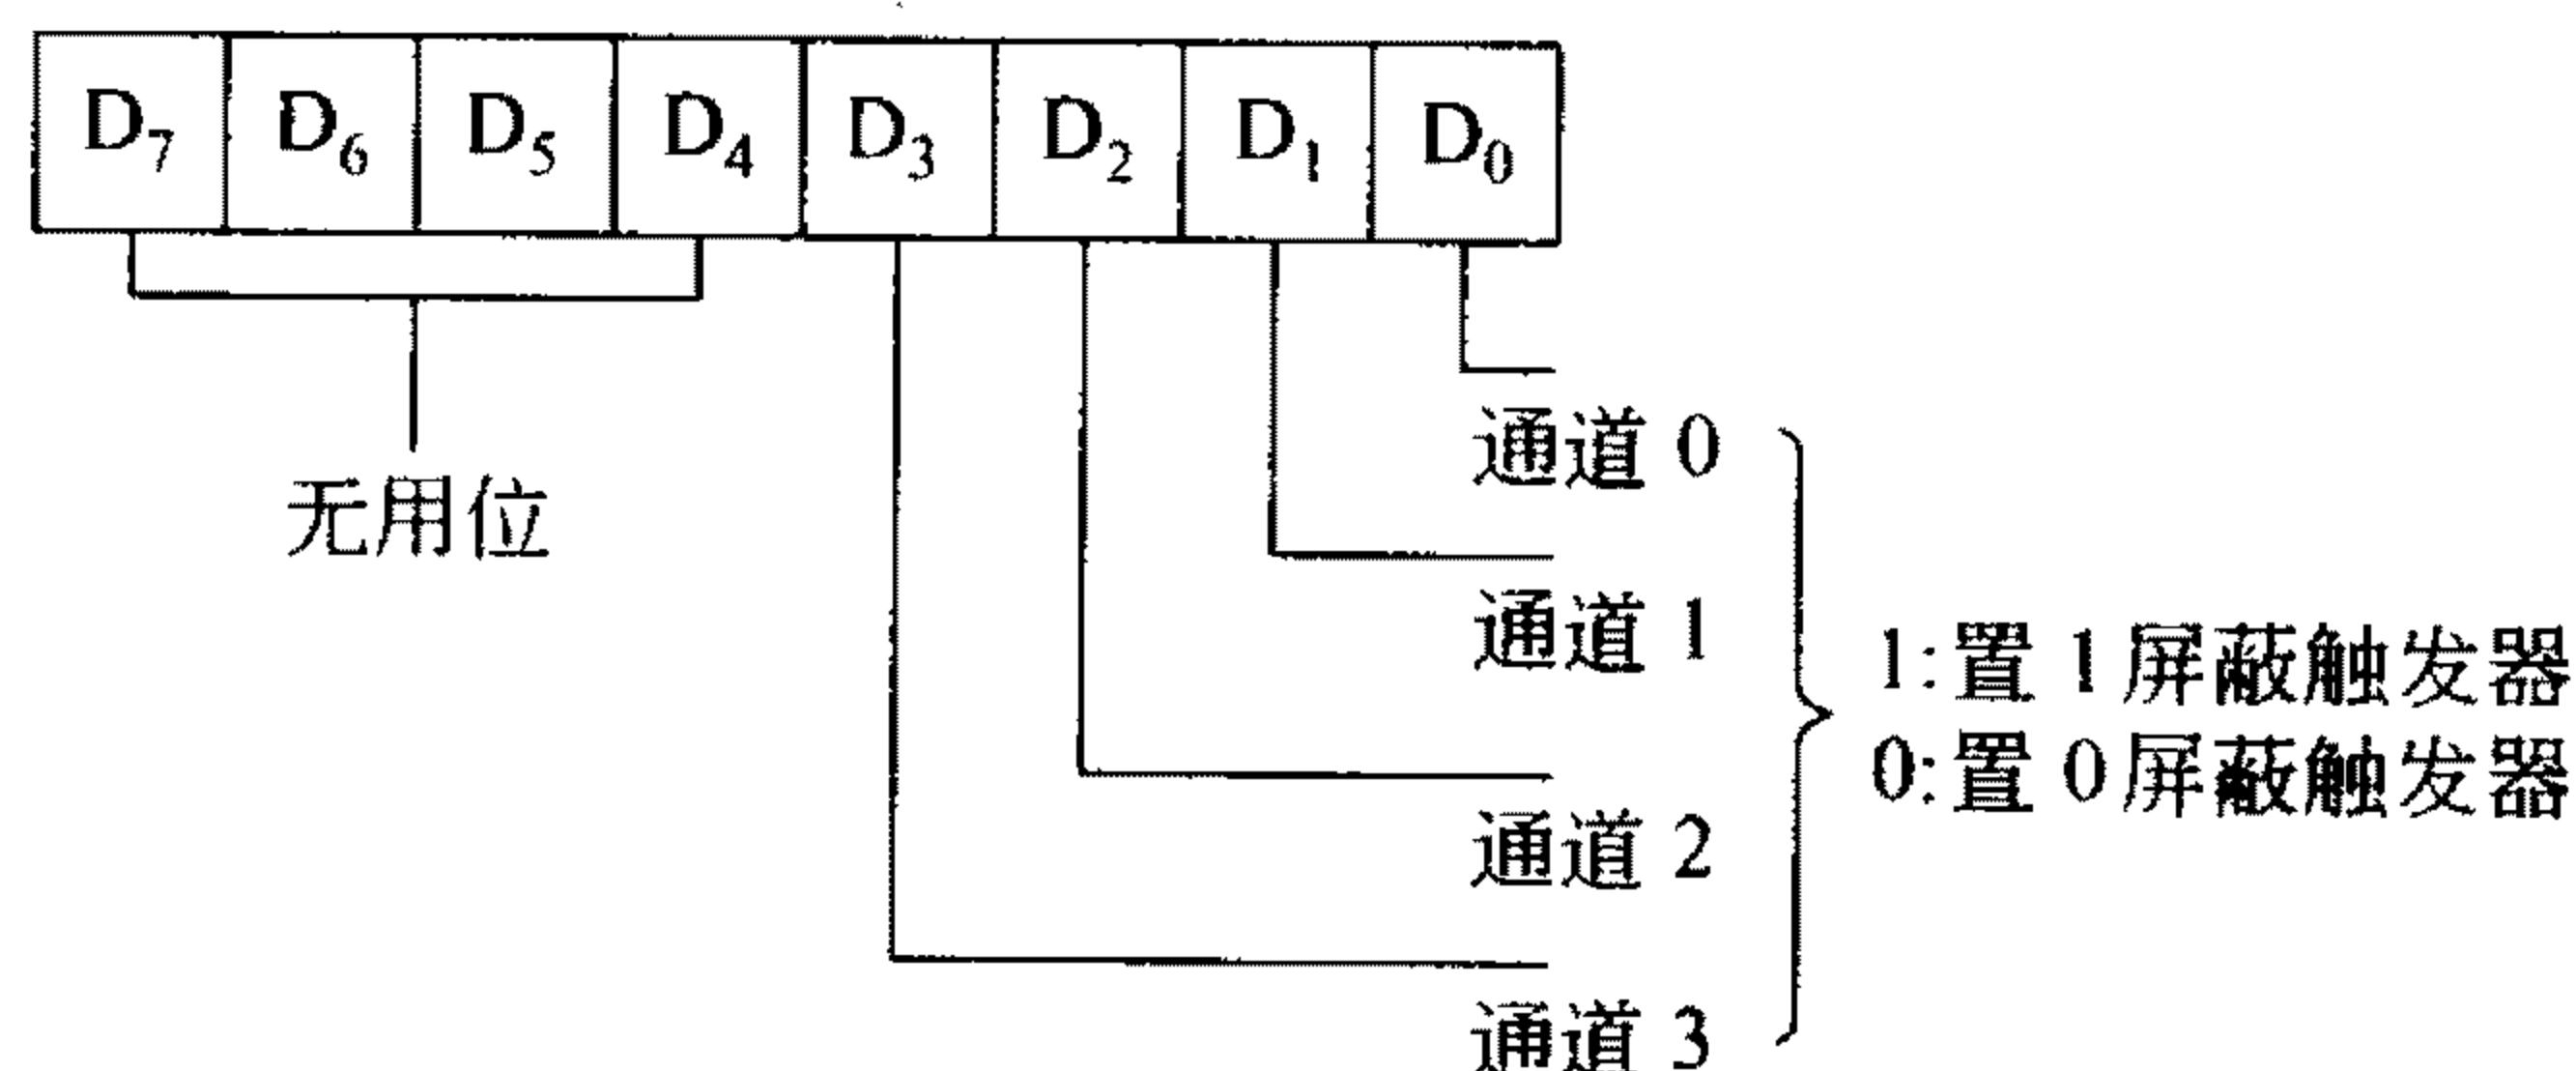 D₇ D₆ D₅ D₄ D₃ D₂ D₁ D₀
无用位
通道 0
通道 1
通道 2
通道 3
1:置 1 屏蔽触发器
0:置 0 屏蔽触发器